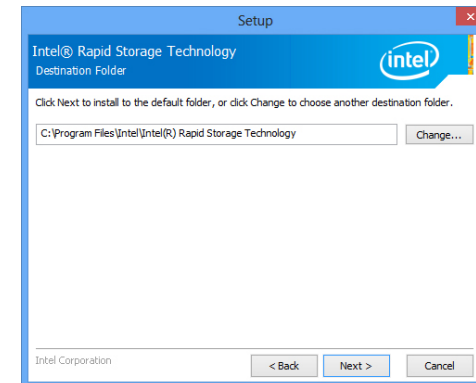 Setup
Intel® Rapid Storage Technology
Destination Folder
intel
Click Next to install to the default folder, or click Change to choose another destination folder.
C:\Program Files\Intel\Intel(R) Rapid Storage Technology
Change...
Intel Corporation
< Back
Next >
Cancel